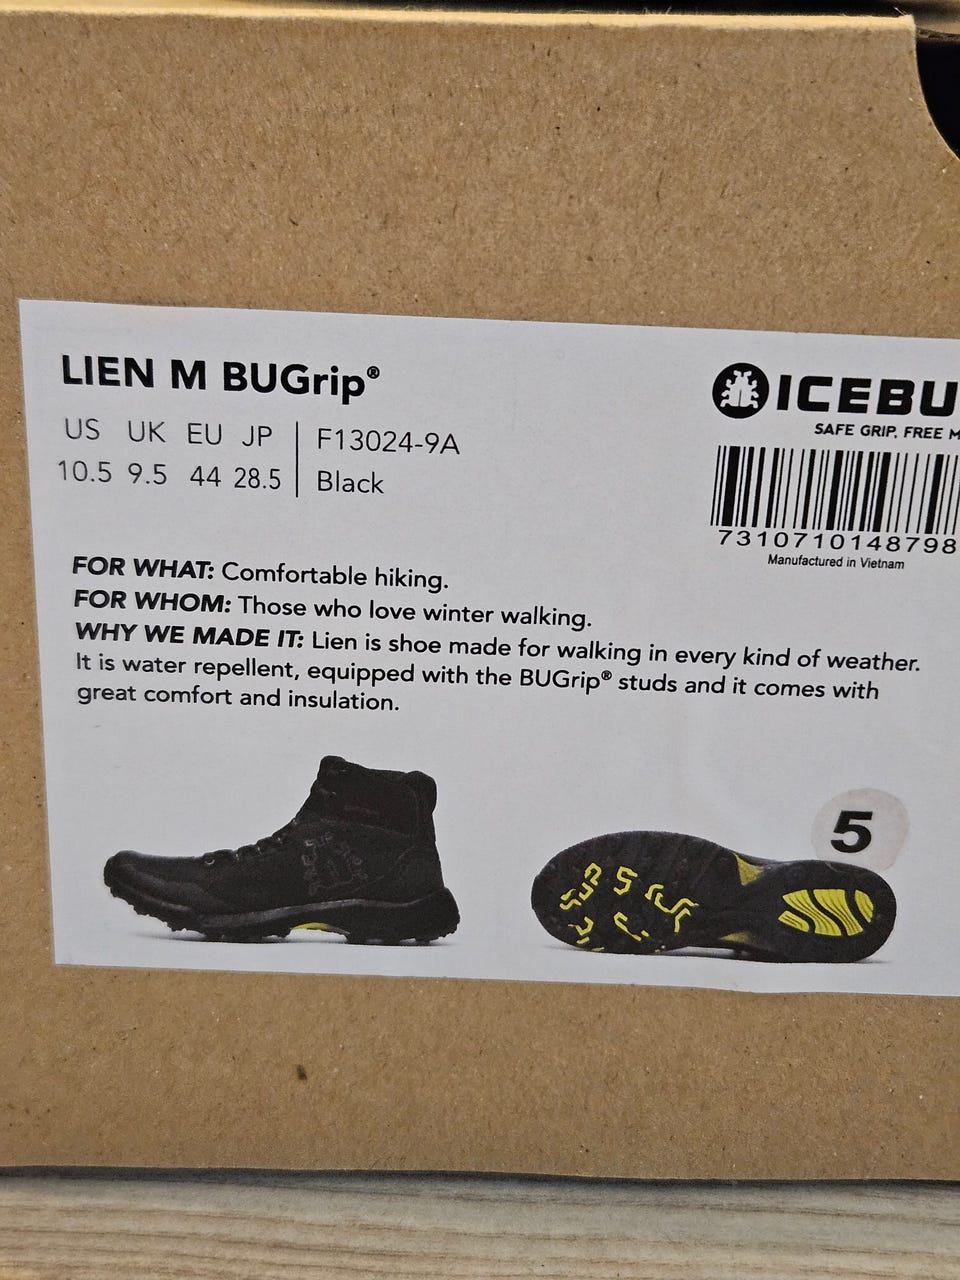 LIEN M BUGrip®
US UK EU JP
10.5 9.5 44 28.5
F13024-9A
Black
ICEBU
SAFE GRIP, FREE M
7310710148798
Manufactured in Vietnam
FOR WHAT: Comfortable hiking.
FOR WHOM: Those who love winter walking.
WHY WE MADE IT: Lien is shoe made for walking in every kind of weather.
It is water repellent, equipped with the BUGrip® studs and it comes with
great comfort and insulation.
5